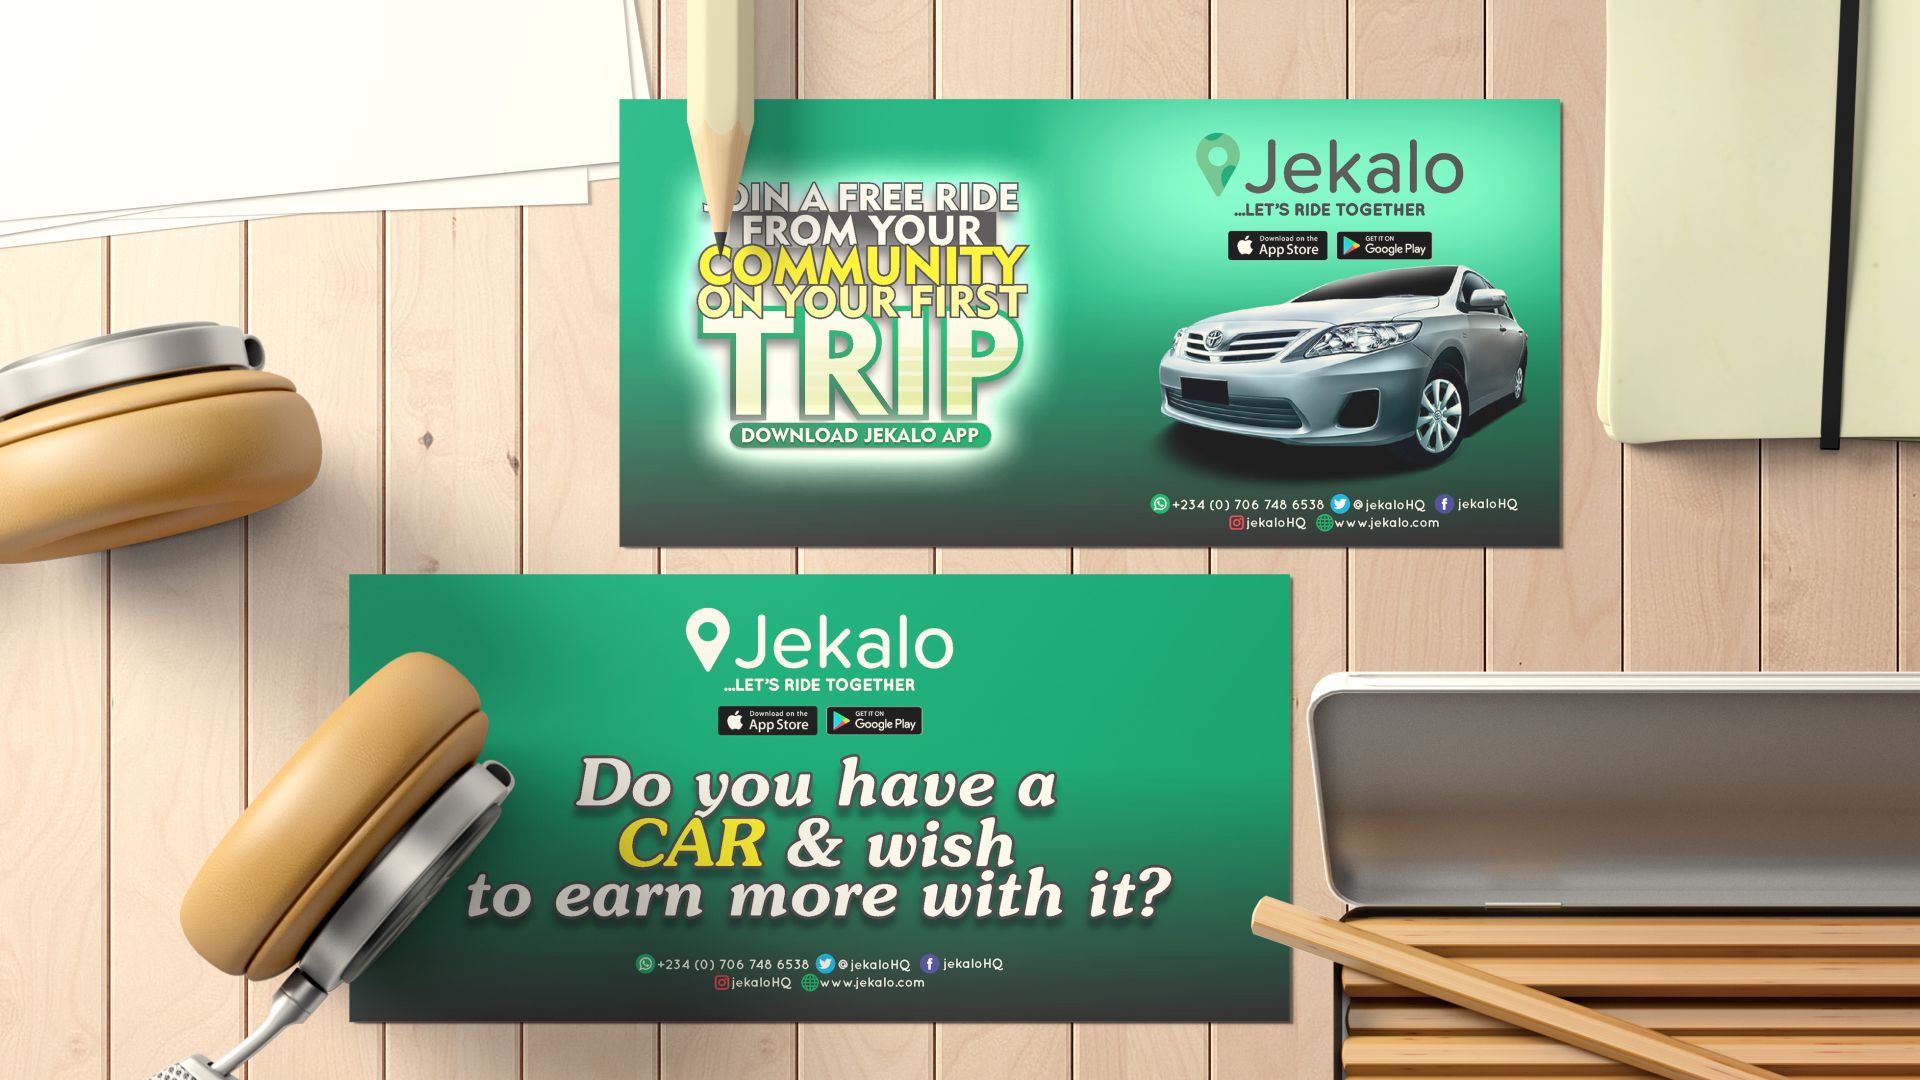 JOIN A FREE RIDE
FROM YOUR
COMMUNITY
ON YOUR FIRST
TRIP
DOWNLOAD JEKALO APP
Jekalo
...LET'S RIDE TOGETHER
Download on the App Store
GET IT ON Google Play
+234 (0) 706 748 6538 @jekaloHQ jekaloHQ
jekaloHQ www.jekalo.com
Jekalo
...LET'S RIDE TOGETHER
Download on the App Store
GET IT ON Google Play
Do you have a
CAR & wish
to earn more with it?
+234 (0) 706 748 6538 @jekaloHQ jekaloHQ
jekaloHQ www.jekalo.com